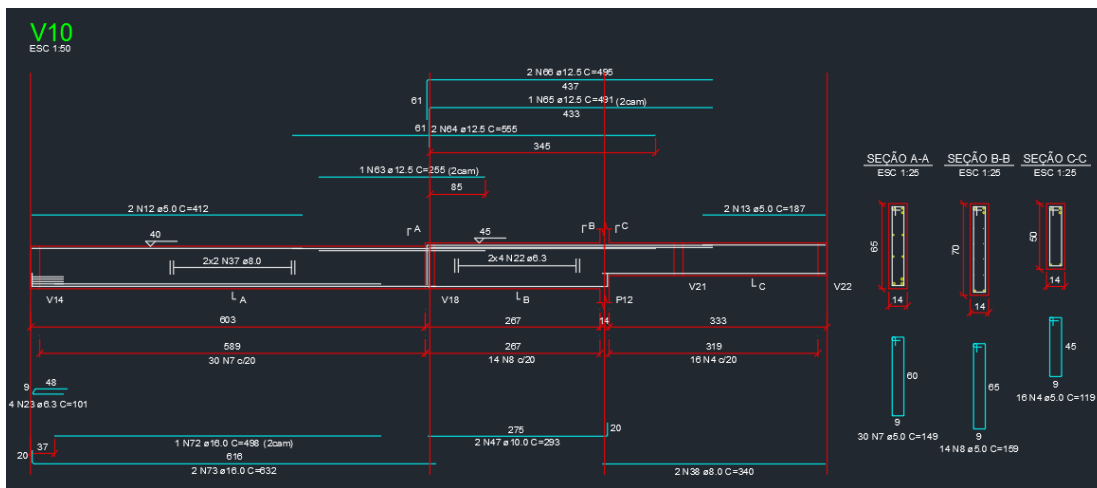 V10
ESC 1:50
2 N66 ø12.5 C=495
437
61
1 N65 ø12.5 C=491 (2cam)
433
61
2 N64 ø12.5 C=555
345
1 N63 ø12.5 C=255 (2cam)
85
2 N12 ø5.0 C=412
2 N13 ø5.0 C=187
A
B
C
40
45
2x2 N37 ø8.0
2x4 N22 ø6.3
V14
A
V18
B
P12
V21
C
V22
603
267
14
333
589
267
319
30 N7 c/20
14 N8 c/20
16 N4 c/20
9
48
4 N23 ø6.3 C=101
275
20
1 N72 ø16.0 C=498 (2cam)
2 N47 ø10.0 C=293
37
20
616
2 N73 ø16.0 C=632
2 N38 ø8.0 C=340
SEÇÃO A-A
ESC 1:25
65
14
60
9
30 N7 ø5.0 C=149
SEÇÃO B-B
ESC 1:25
70
14
65
9
14 N8 ø5.0 C=159
SEÇÃO C-C
ESC 1:25
50
14
45
9
16 N4 ø5.0 C=119